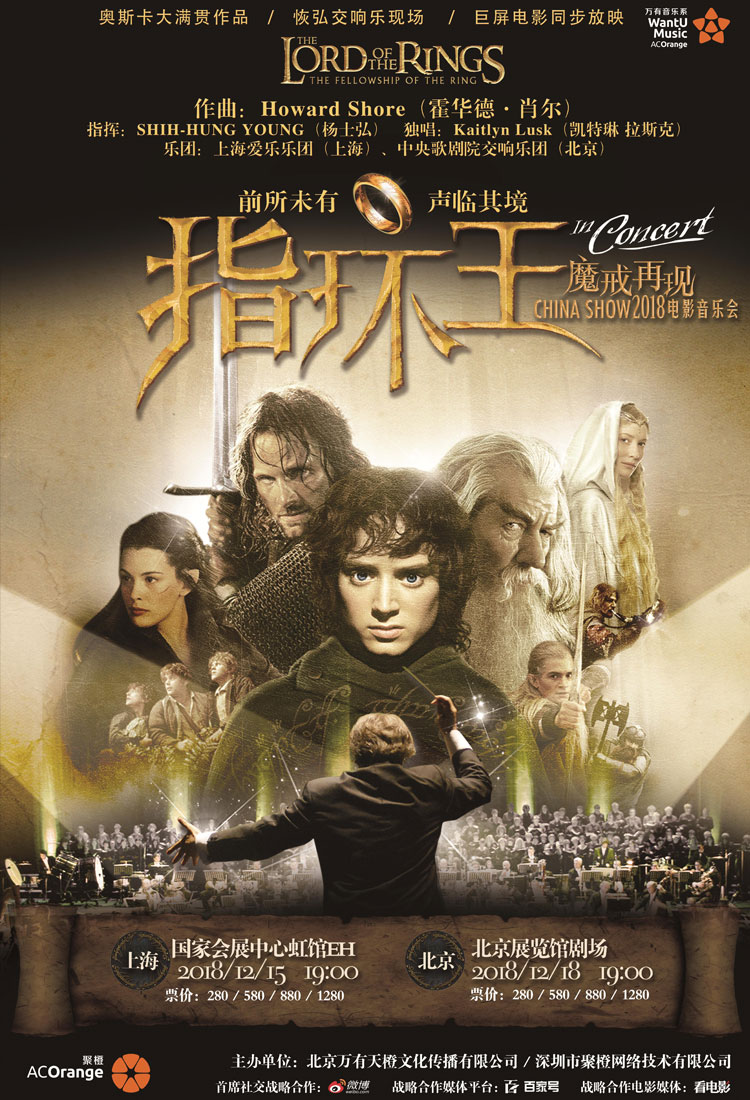 奥斯卡大满贯作品 / 恢弘交响乐现场 / 巨屏电影同步放映
万有音乐系
WantU
Music
ACOrange
THE
LORD OF THE RINGS
THE FELLOWSHIP OF THE RING
作曲：Howard Shore（霍华德·肖尔）
指挥：SHIH-HUNG YOUNG（杨士弘） 独唱：Kaitlyn Lusk（凯特琳 拉斯克）
乐团：上海爱乐乐团（上海）、中央歌剧院交响乐团（北京）
前所未有 声临其境
指环王
In Concert
魔戒再现
CHINA SHOW2018电影音乐会
上海
国家会展中心虹馆EH
2018/12/15 19:00
票价：280 / 580 / 880 / 1280
北京
北京展览馆剧场
2018/12/18 19:00
票价：280 / 580 / 880 / 1280
聚橙
ACOrange
主办单位：北京万有天橙文化传播有限公司 / 深圳市聚橙网络技术有限公司
首席社交战略合作：微博 weibo.com 战略合作媒体平台：百家号 战略合作电影媒体：看电影